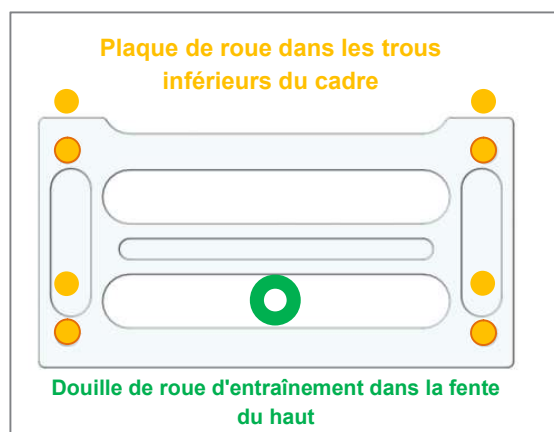 Plaque de roue dans les trous
inférieurs du cadre
Douille de roue d'entraînement dans la fente
du haut